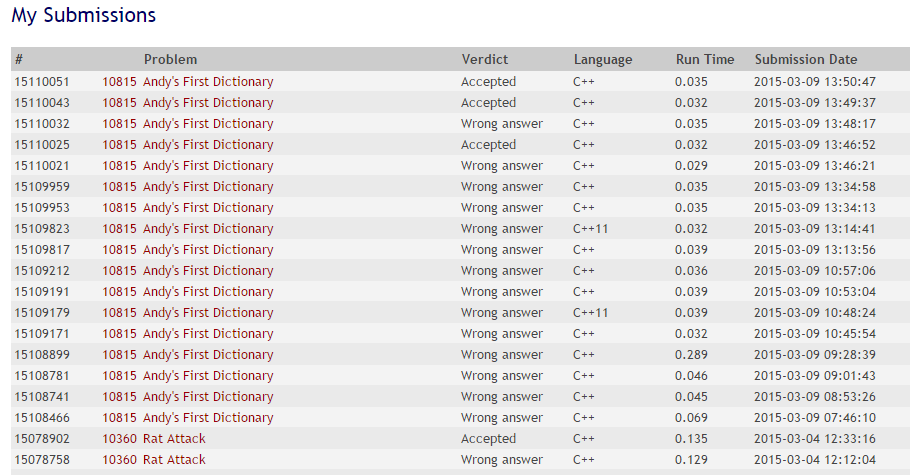 My Submissions
# Problem Verdict Language Run Time Submission Date
15110051 10815 Andy's First Dictionary Accepted C++ 0.035 2015-03-09 13:50:47
15110043 10815 Andy's First Dictionary Accepted C++ 0.032 2015-03-09 13:49:37
15110032 10815 Andy's First Dictionary Wrong answer C++ 0.035 2015-03-09 13:48:17
15110025 10815 Andy's First Dictionary Accepted C++ 0.032 2015-03-09 13:46:52
15110021 10815 Andy's First Dictionary Wrong answer C++ 0.029 2015-03-09 13:46:21
15109959 10815 Andy's First Dictionary Wrong answer C++ 0.035 2015-03-09 13:34:58
15109953 10815 Andy's First Dictionary Wrong answer C++ 0.035 2015-03-09 13:34:13
15109823 10815 Andy's First Dictionary Wrong answer C++11 0.032 2015-03-09 13:14:41
15109817 10815 Andy's First Dictionary Wrong answer C++ 0.039 2015-03-09 13:13:56
15109212 10815 Andy's First Dictionary Wrong answer C++ 0.036 2015-03-09 10:57:06
15109191 10815 Andy's First Dictionary Wrong answer C++ 0.039 2015-03-09 10:53:04
15109179 10815 Andy's First Dictionary Wrong answer C++11 0.039 2015-03-09 10:48:24
15109171 10815 Andy's First Dictionary Wrong answer C++ 0.032 2015-03-09 10:45:54
15108899 10815 Andy's First Dictionary Wrong answer C++ 0.289 2015-03-09 09:28:39
15108781 10815 Andy's First Dictionary Wrong answer C++ 0.046 2015-03-09 09:01:43
15108741 10815 Andy's First Dictionary Wrong answer C++ 0.045 2015-03-09 08:53:26
15108466 10815 Andy's First Dictionary Wrong answer C++ 0.069 2015-03-09 07:46:10
15078902 10360 Rat Attack Accepted C++ 0.135 2015-03-04 12:33:16
15078758 10360 Rat Attack Wrong answer C++ 0.129 2015-03-04 12:12:04